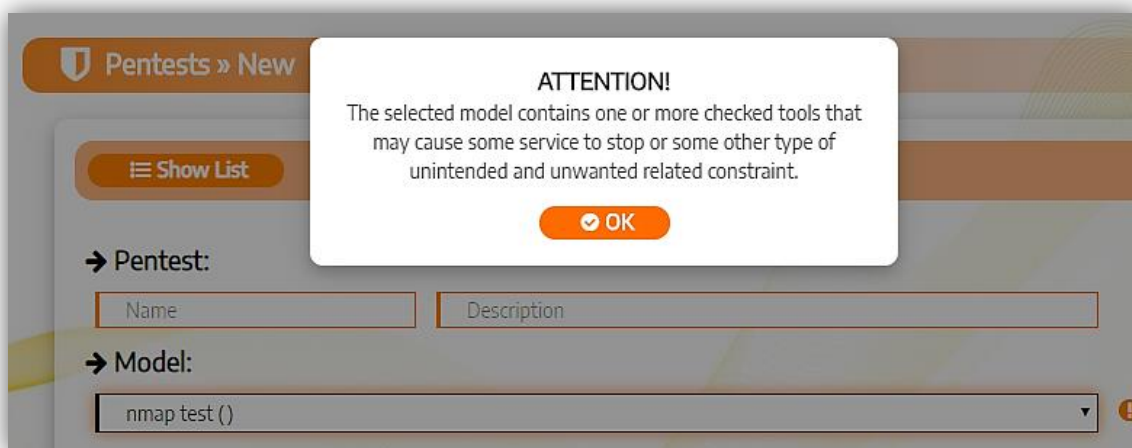 Pentests » New
ATTENTION!
The selected model contains one or more checked tools that
may cause some service to stop or some other type of
unintended and unwanted related constraint.
OK
Show List
Pentest:
Name
Description
Model:
nmap test ()